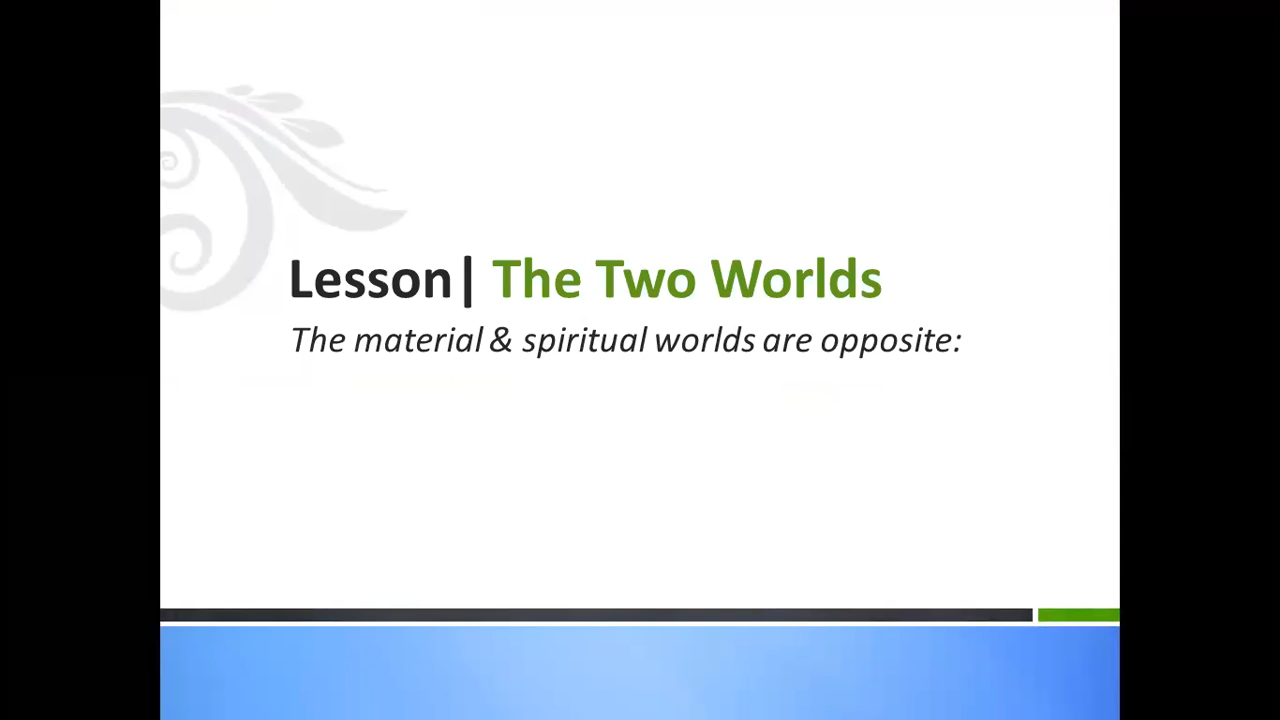 Lesson| The Two Worlds
The material & spiritual worlds are opposite: